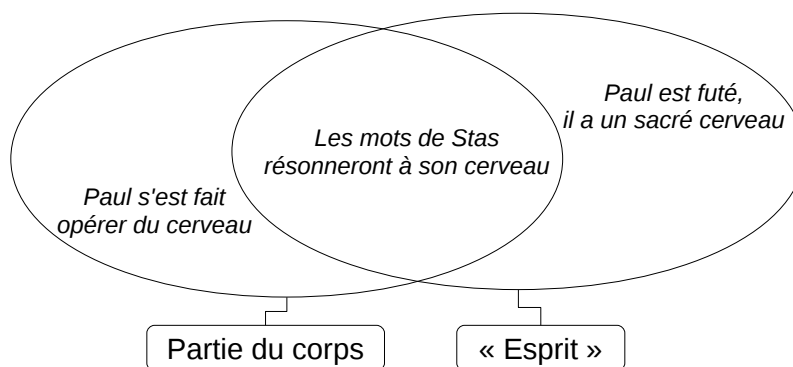 Paul est futé,
il a un sacré cerveau
Les mots de Stas
résonneront à son cerveau
Paul s'est fait
opérer du cerveau
Partie du corps
« Esprit »